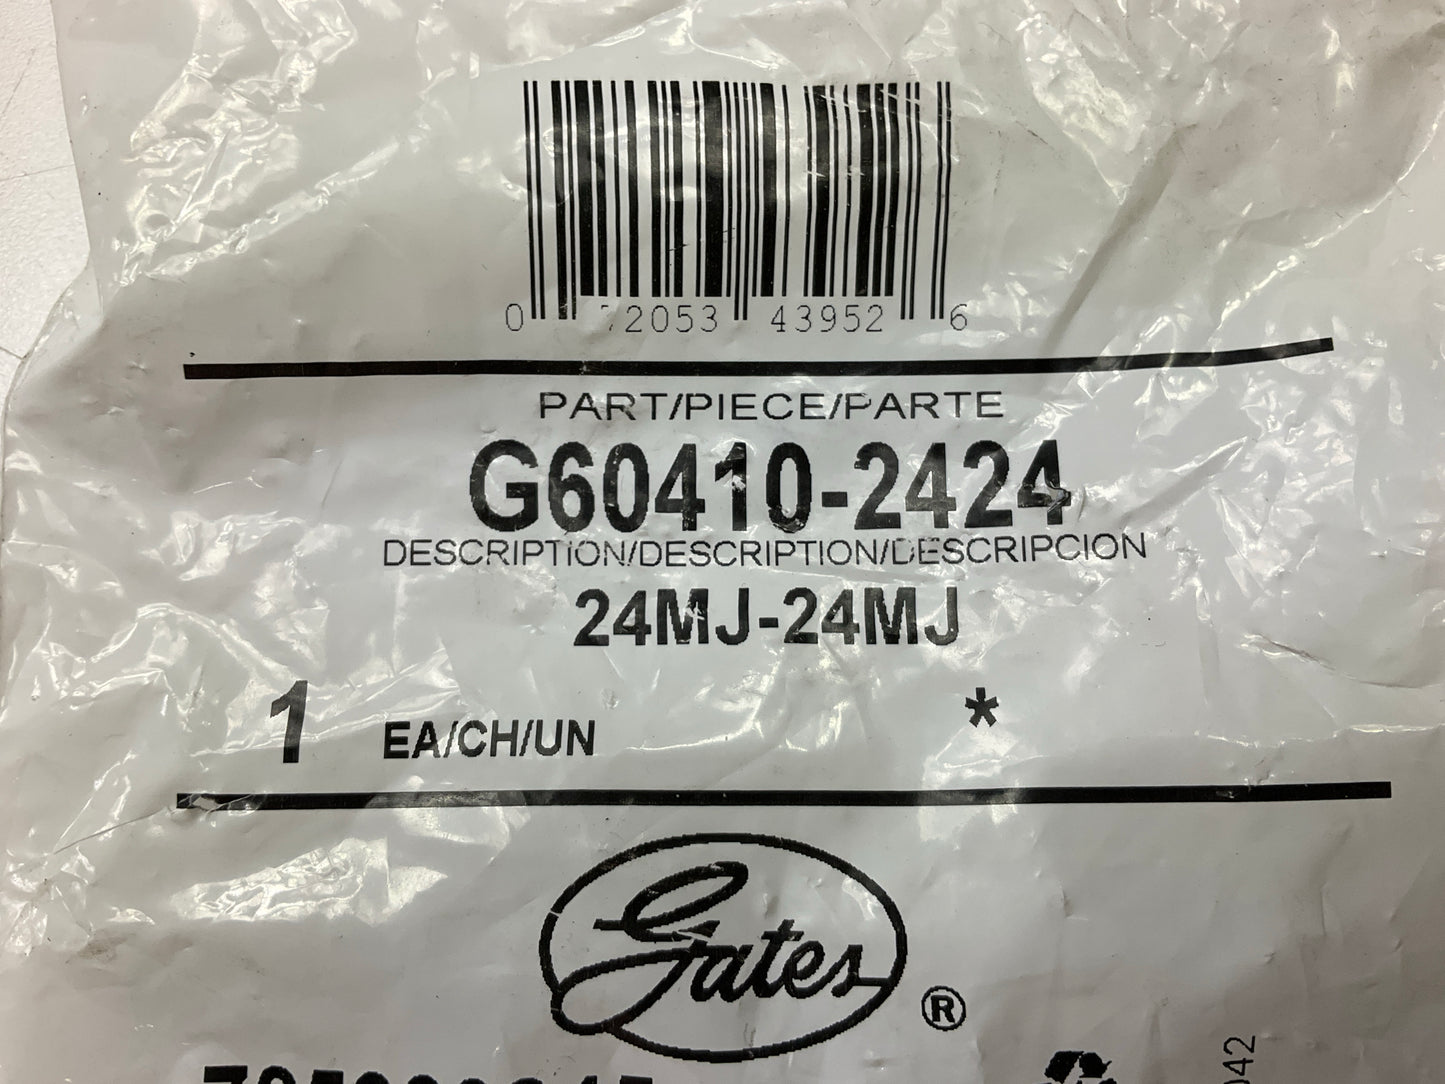 0 72053 43952 6
PART/PIECE/PARTE
G60410-2424
DESCRIPTION/DESCRIPTION/DESCRIPCION
24MJ-24MJ
1 EA/CH/UN *
Gates ®